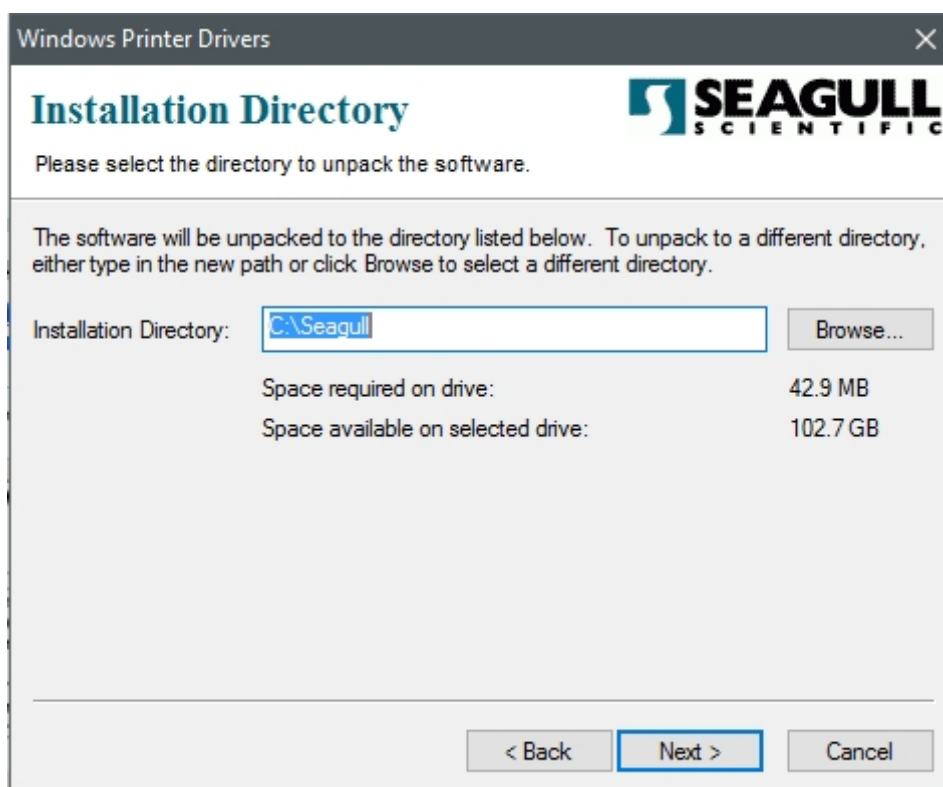 Windows Printer Drivers
Installation Directory
SEAGULL
SCIENTIFIC
Please select the directory to unpack the software.
The software will be unpacked to the directory listed below. To unpack to a different directory,
either type in the new path or click Browse to select a different directory.
Installation Directory: C:\Seagull Browse...
Space required on drive: 42.9 MB
Space available on selected drive: 102.7 GB
< Back Next > Cancel